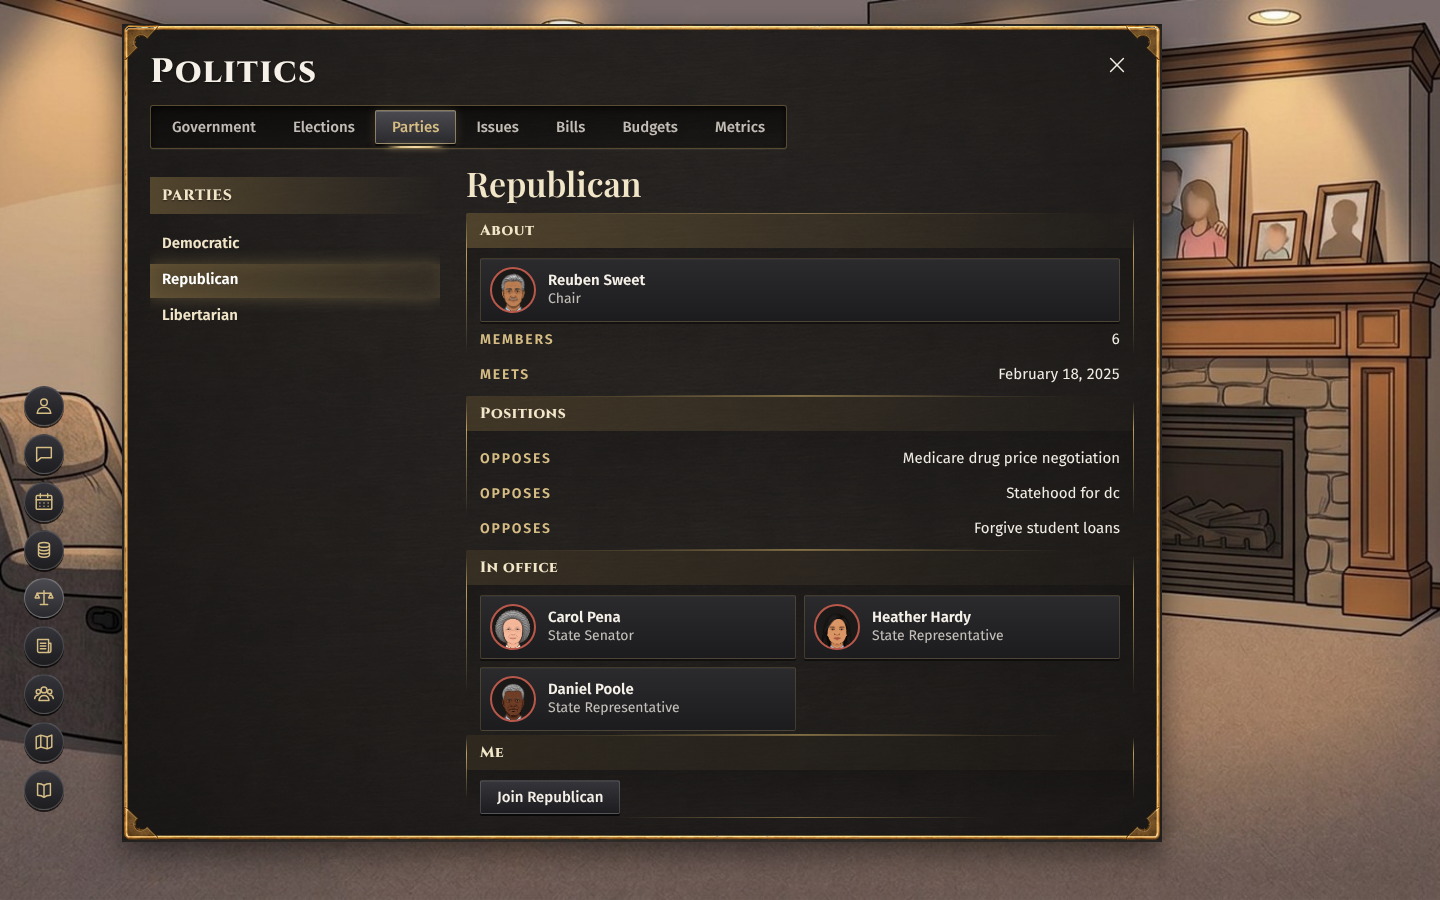 Politics
Government
Elections
Parties
Issues
Bills
Budgets
Metrics
Parties
Democratic
Republican
Libertarian
Republican
About
Reuben Sweet
Chair
MEMBERS
6
MEETS
February 18, 2025
Positions
OPPOSES
Medicare drug price negotiation
OPPOSES
Statehood for dc
OPPOSES
Forgive student loans
In office
Carol Pena
State Senator
Heather Hardy
State Representative
Daniel Poole
State Representative
Me
Join Republican